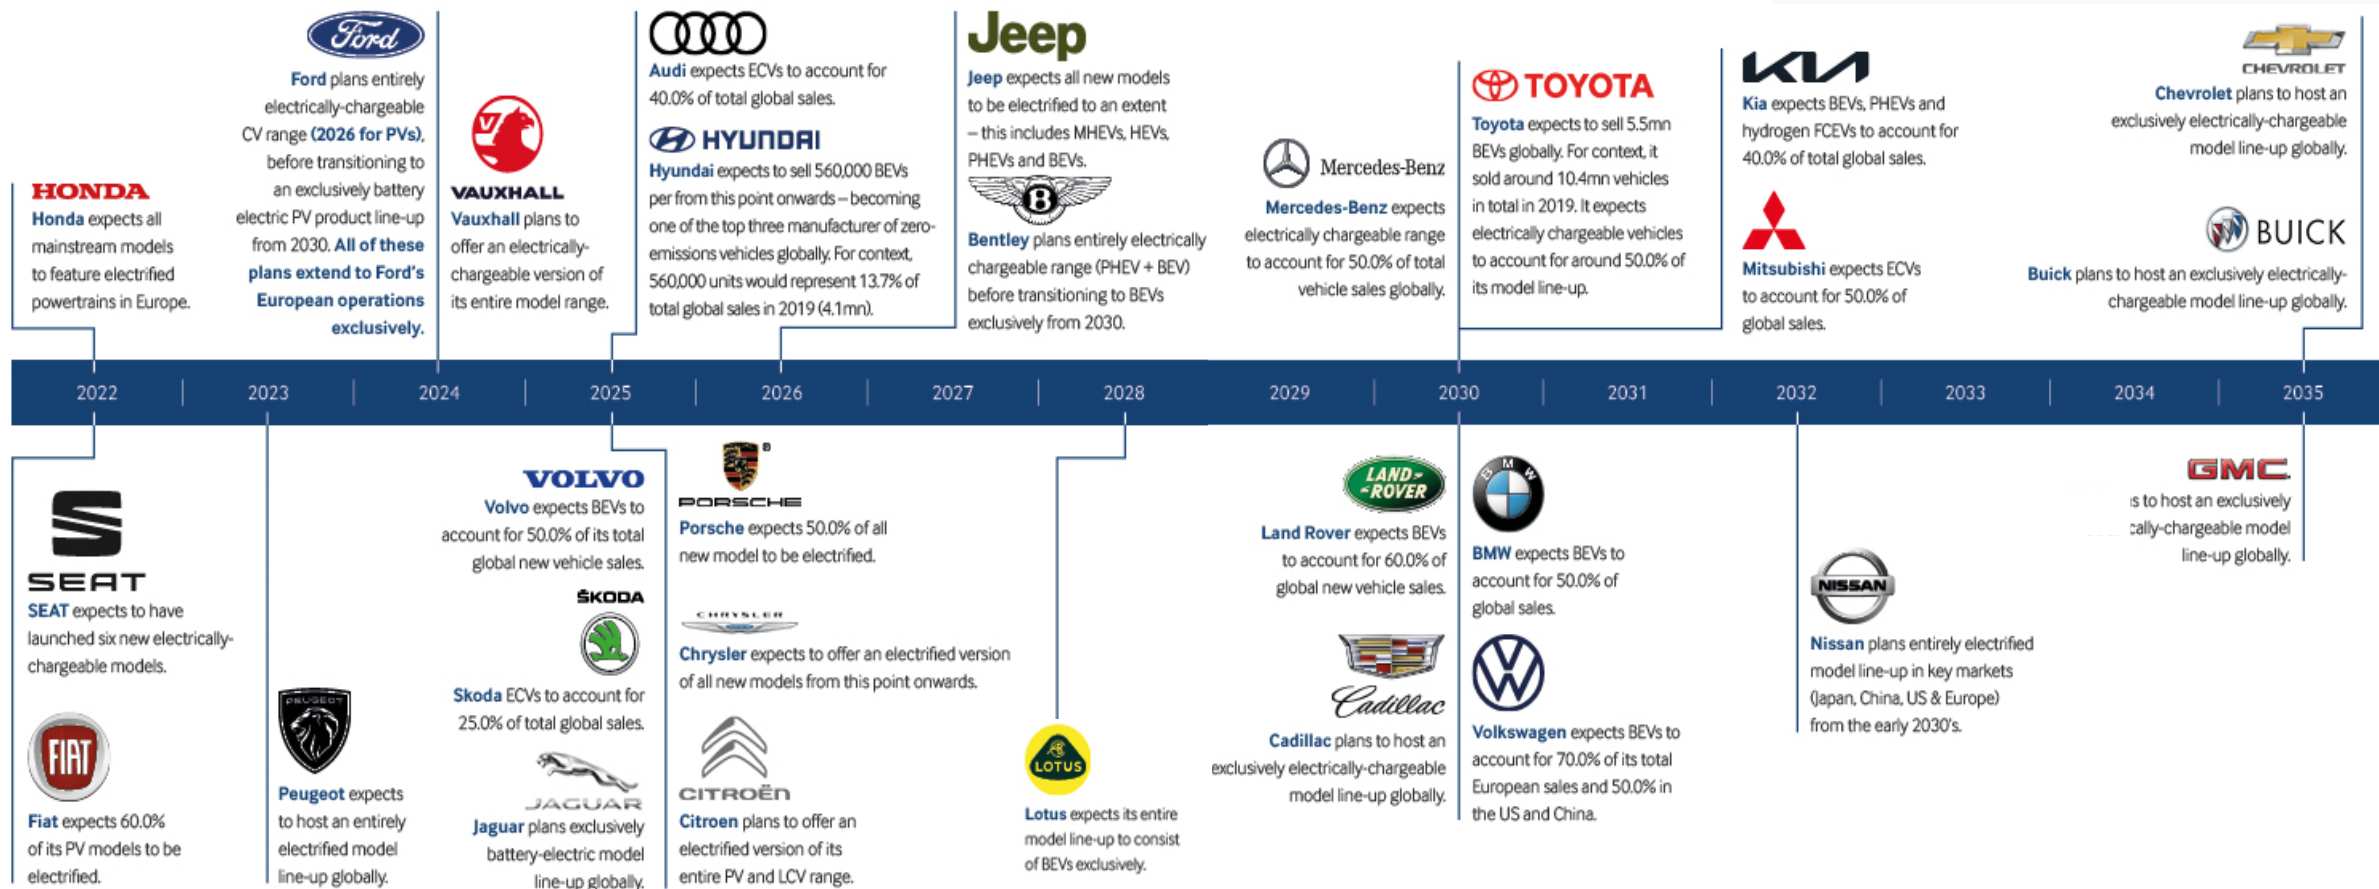 HONDA
Honda expects all
mainstream models
to feature electrified
powertrains in Europe.
Ford
Ford plans entirely
electrically-chargeable
CV range (2026 for PVs),
before transitioning to
an exclusively battery
electric PV product line-up
from 2030. All of these
plans extend to Ford's
European operations
exclusively.
VAUXHALL
Vauxhall plans to
offer an electrically-
chargeable version of
its entire model range.
Audi expects ECVs to account for
40.0% of total global sales.
HYUNDAI
Hyundai expects to sell 560,000 BEVs
per from this point onwards – becoming
one of the top three manufacturer of zero-
emissions vehicles globally. For context,
560,000 units would represent 13.7% of
total global sales in 2019 (4.1mn).
Jeep
Jeep expects all new models
to be electrified to an extent
– this includes MHEVs, HEVs,
PHEVs and BEVs.
B
Bentley plans entirely electrically
chargeable range (PHEV + BEV)
before transitioning to BEVs
exclusively from 2030.
Mercedes-Benz
Mercedes-Benz expects
electrically chargeable range
to account for 50.0% of total
vehicle sales globally.
TOYOTA
Toyota expects to sell 5.5mn
BEVs globally. For context, it
sold around 10.4mn vehicles
in total in 2019. It expects
electrically chargeable vehicles
to account for around 50.0% of
its model line-up.
KIA
Kia expects BEVs, PHEVs and
hydrogen FCEVs to account for
40.0% of total global sales.
Mitsubishi expects ECVs
to account for 50.0% of
global sales.
CHEVROLET
Chevrolet plans to host an
exclusively electrically-chargeable
model line-up globally.
BUICK
Buick plans to host an exclusively electrically-
chargeable model line-up globally.
2022 2023 2024 2025 2026 2027 2028 2029 2030 2031 2032 2033 2034 2035
SEAT
SEAT expects to have
launched six new electrically-
chargeable models.
FIAT
Fiat expects 60.0%
of its PV models to be
electrified.
PEUGEOT
Peugeot expects
to host an entirely
electrified model
line-up globally.
VOLVO
Volvo expects BEVs to
account for 50.0% of its total
global new vehicle sales.
ŠKODA
Skoda ECVs to account for
25.0% of total global sales.
JAGUAR
Jaguar plans exclusively
battery-electric model
line-up globally.
PORSCHE
Porsche expects 50.0% of all
new model to be electrified.
CHRYSLER
Chrysler expects to offer an electrified version
of all new models from this point onwards.
CITROËN
Citroen plans to offer an
electrified version of its
entire PV and LCV range.
LOTUS
Lotus expects its entire
model line-up to consist
of BEVs exclusively.
LAND-
-ROVER
Land Rover expects BEVs
to account for 60.0% of
global new vehicle sales.
Cadillac
Cadillac plans to host an
exclusively electrically-chargeable
model line-up globally.
BMW
BMW expects BEVs to
account for 50.0% of
global sales.
Volkswagen expects BEVs to
account for 70.0% of its total
European sales and 50.0% in
the US and China.
NISSAN
Nissan plans entirely electrified
model line-up in key markets
(Japan, China, US & Europe)
from the early 2030's.
GMC
to host an exclusively
cally-chargeable model
line-up globally.